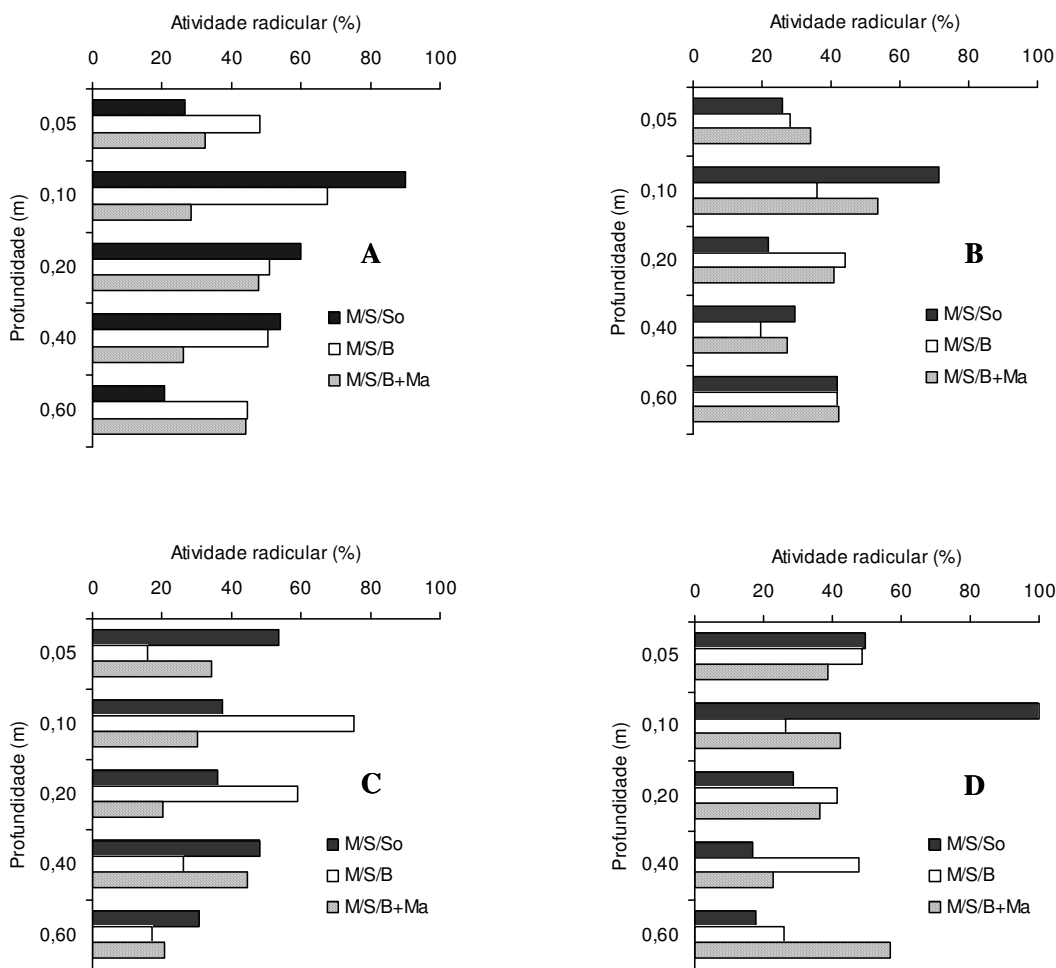 Atividade radicular (%)
0 20 40 60 80 100
Profundidade (m)
0,05
0,10
0,20
0,40
0,60
A
M/S/So
M/S/B
M/S/B+Ma
Atividade radicular (%)
0 20 40 60 80 100
Profundidade (m)
0,05
0,10
0,20
0,40
0,60
B
M/S/So
M/S/B
M/S/B+Ma
Atividade radicular (%)
0 20 40 60 80 100
Profundidade (m)
0,05
0,10
0,20
0,40
0,60
C
M/S/So
M/S/B
M/S/B+Ma
Atividade radicular (%)
0 20 40 60 80 100
Profundidade (m)
0,05
0,10
0,20
0,40
0,60
D
M/S/So
M/S/B
M/S/B+Ma